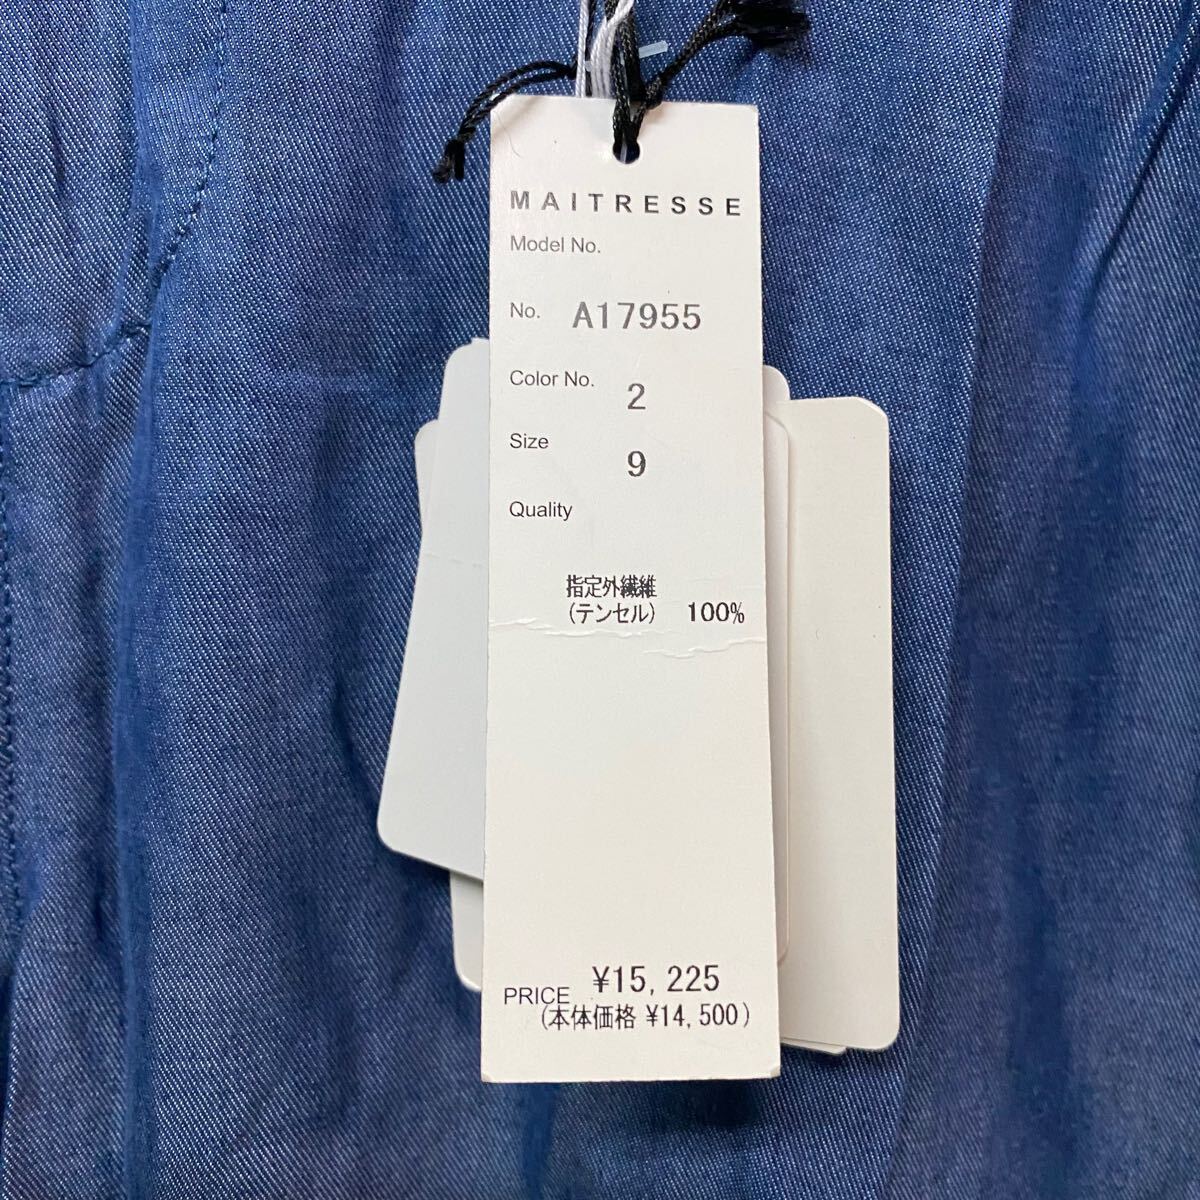 MAITRESSE
Model No.
No. A17955
Color No. 2
Size 9
Quality
指定外繊維
(テンセル) 100%
PRICE ¥15,225
(本体価格 ¥14,500)